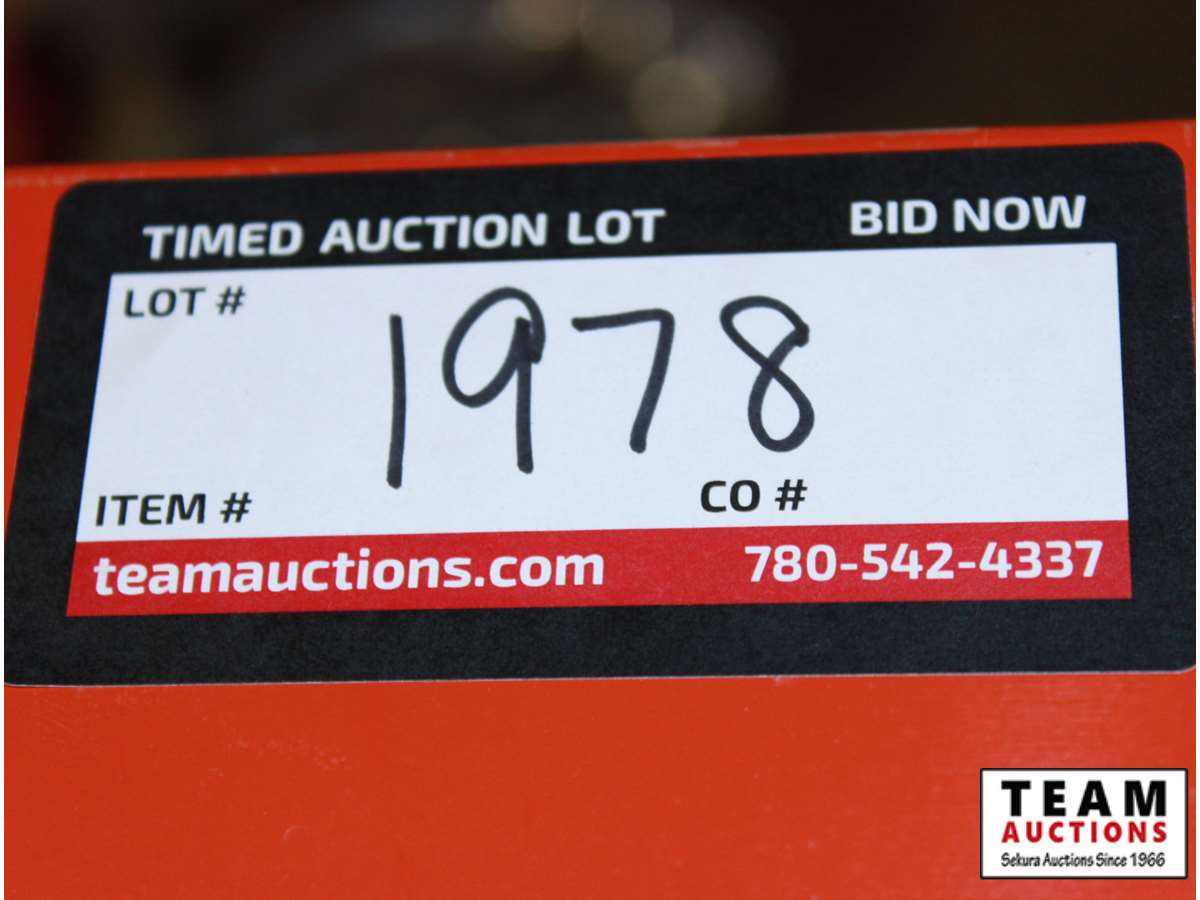 TIMED AUCTION LOT BID NOW
LOT # 1978
ITEM # CO #
teamauctions.com 780-542-4337
TEAM
AUCTIONS
Sekura Auctions Since 1966